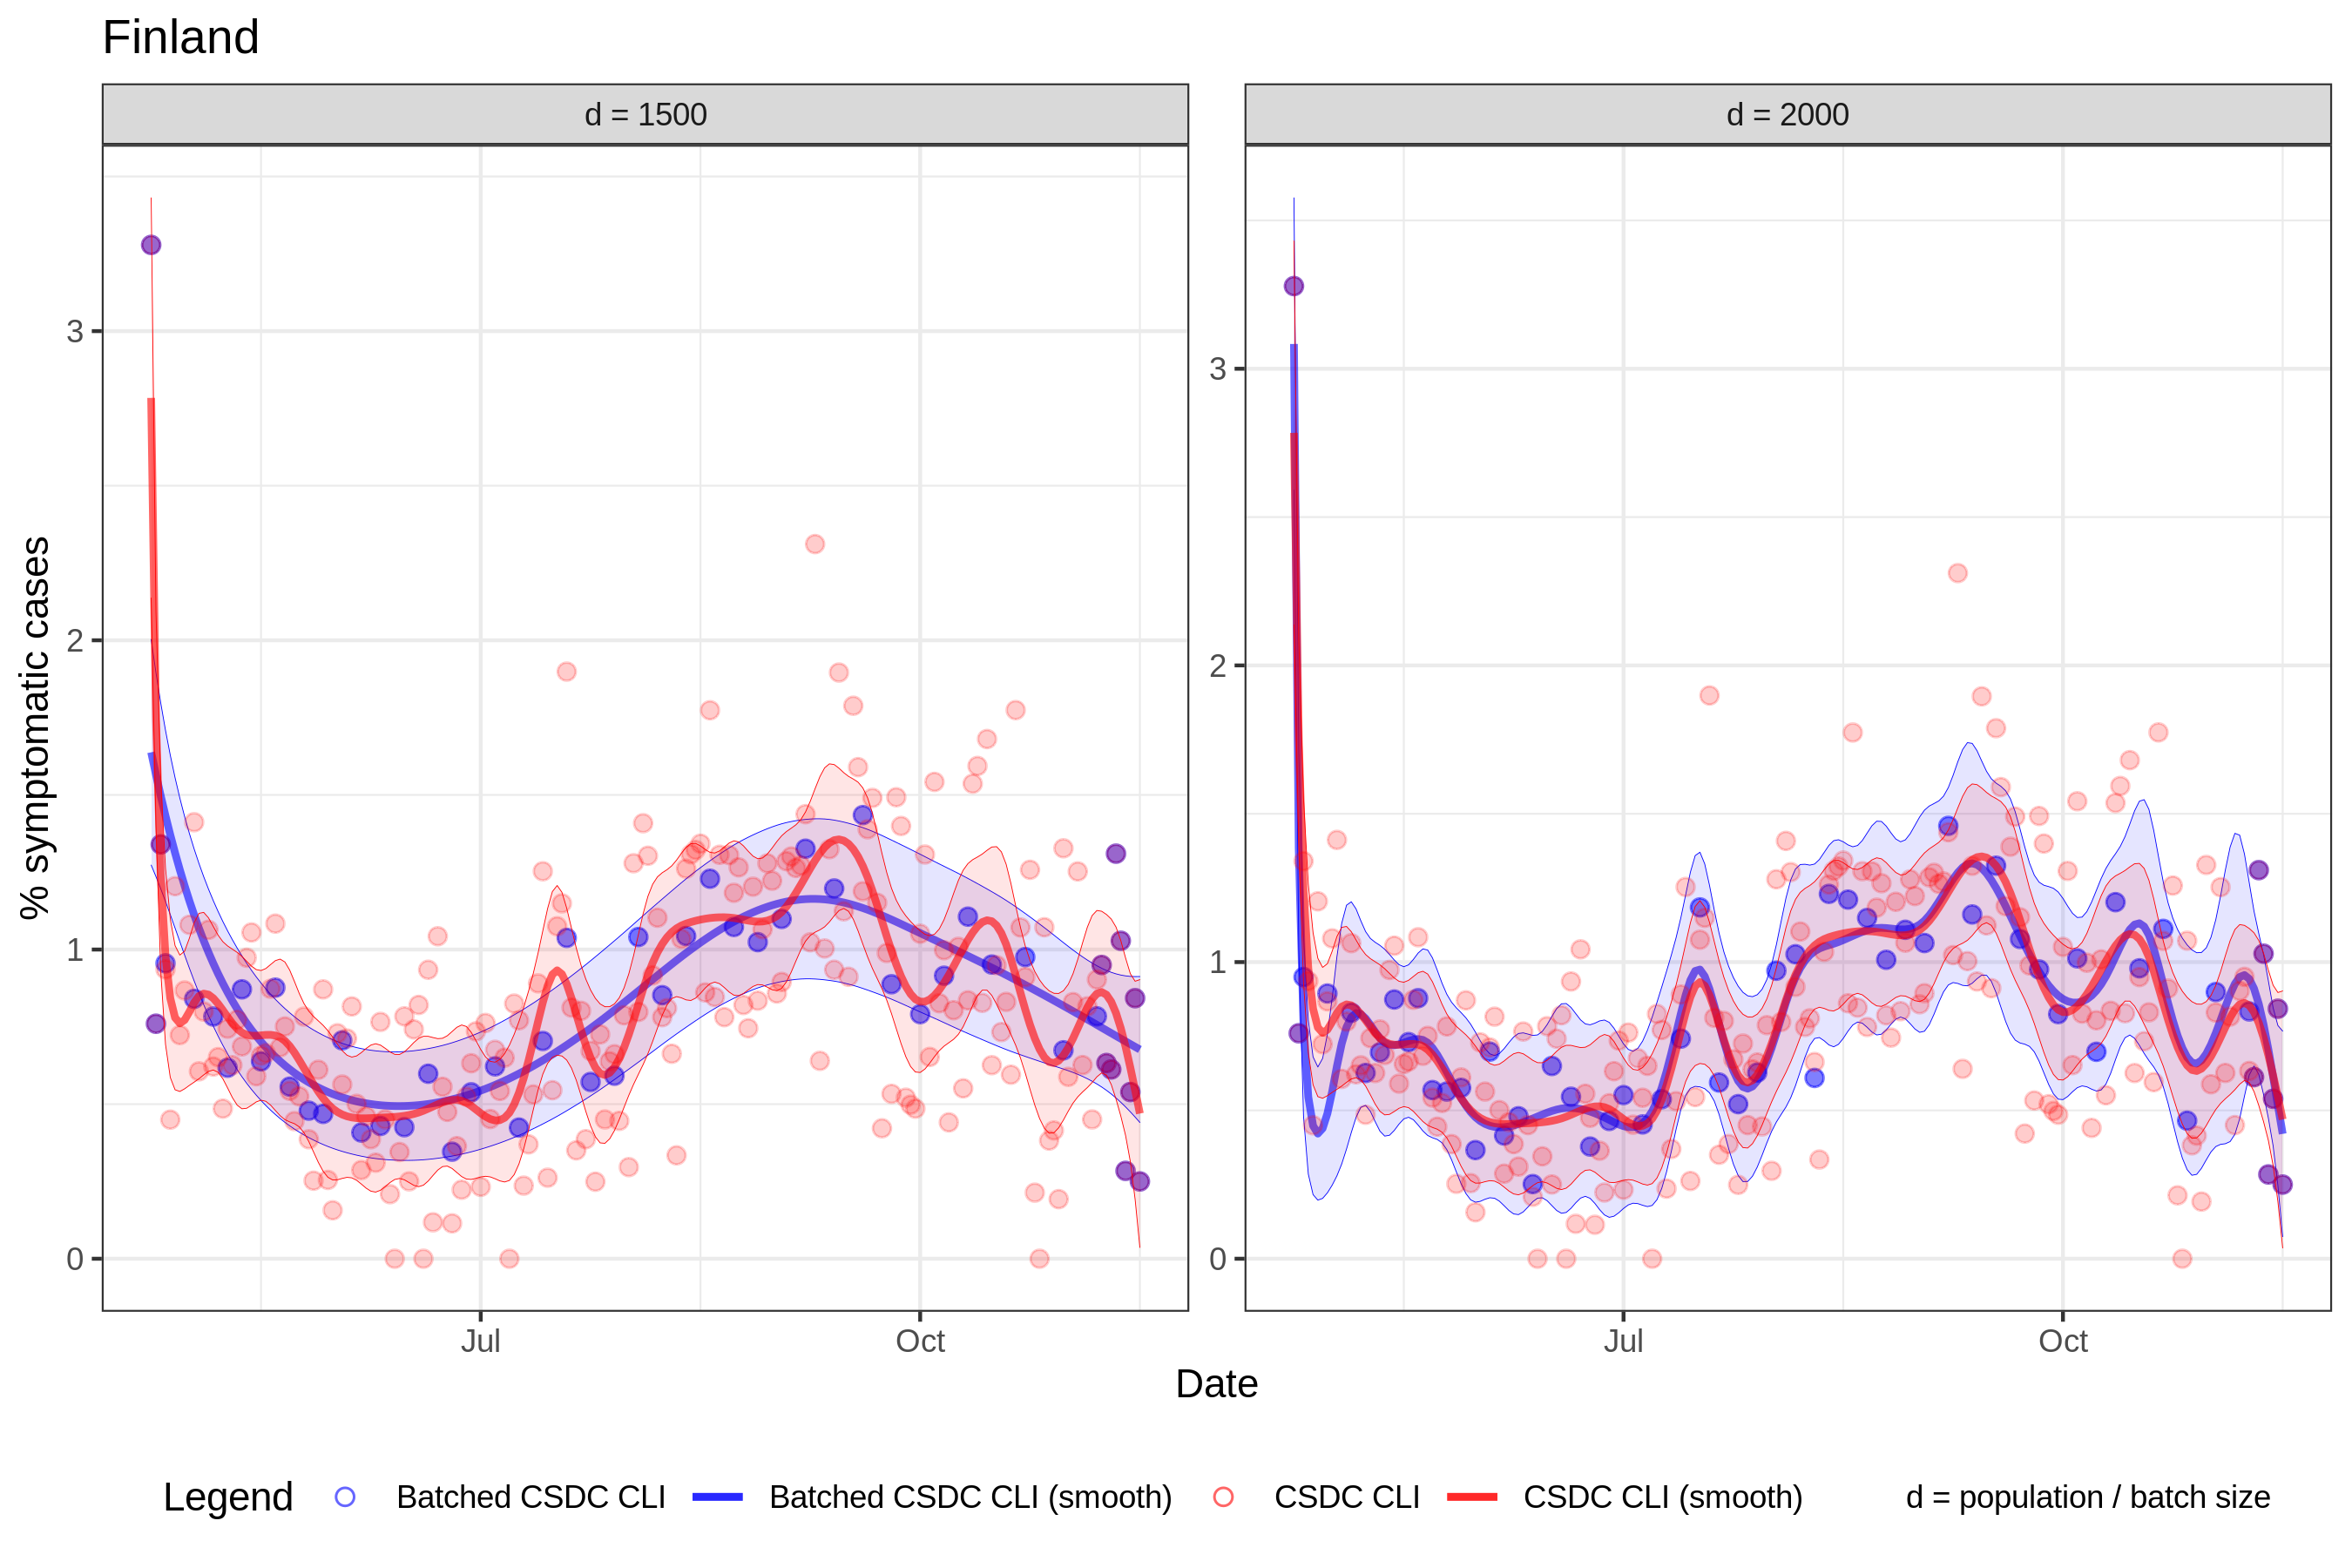 Finland
d = 1500
d = 2000
% symptomatic cases
3
2
1
0
3
2
1
0
Jul
Oct
Jul
Oct
Date
Legend Batched CSDC CLI Batched CSDC CLI (smooth) CSDC CLI CSDC CLI (smooth) d = population / batch size